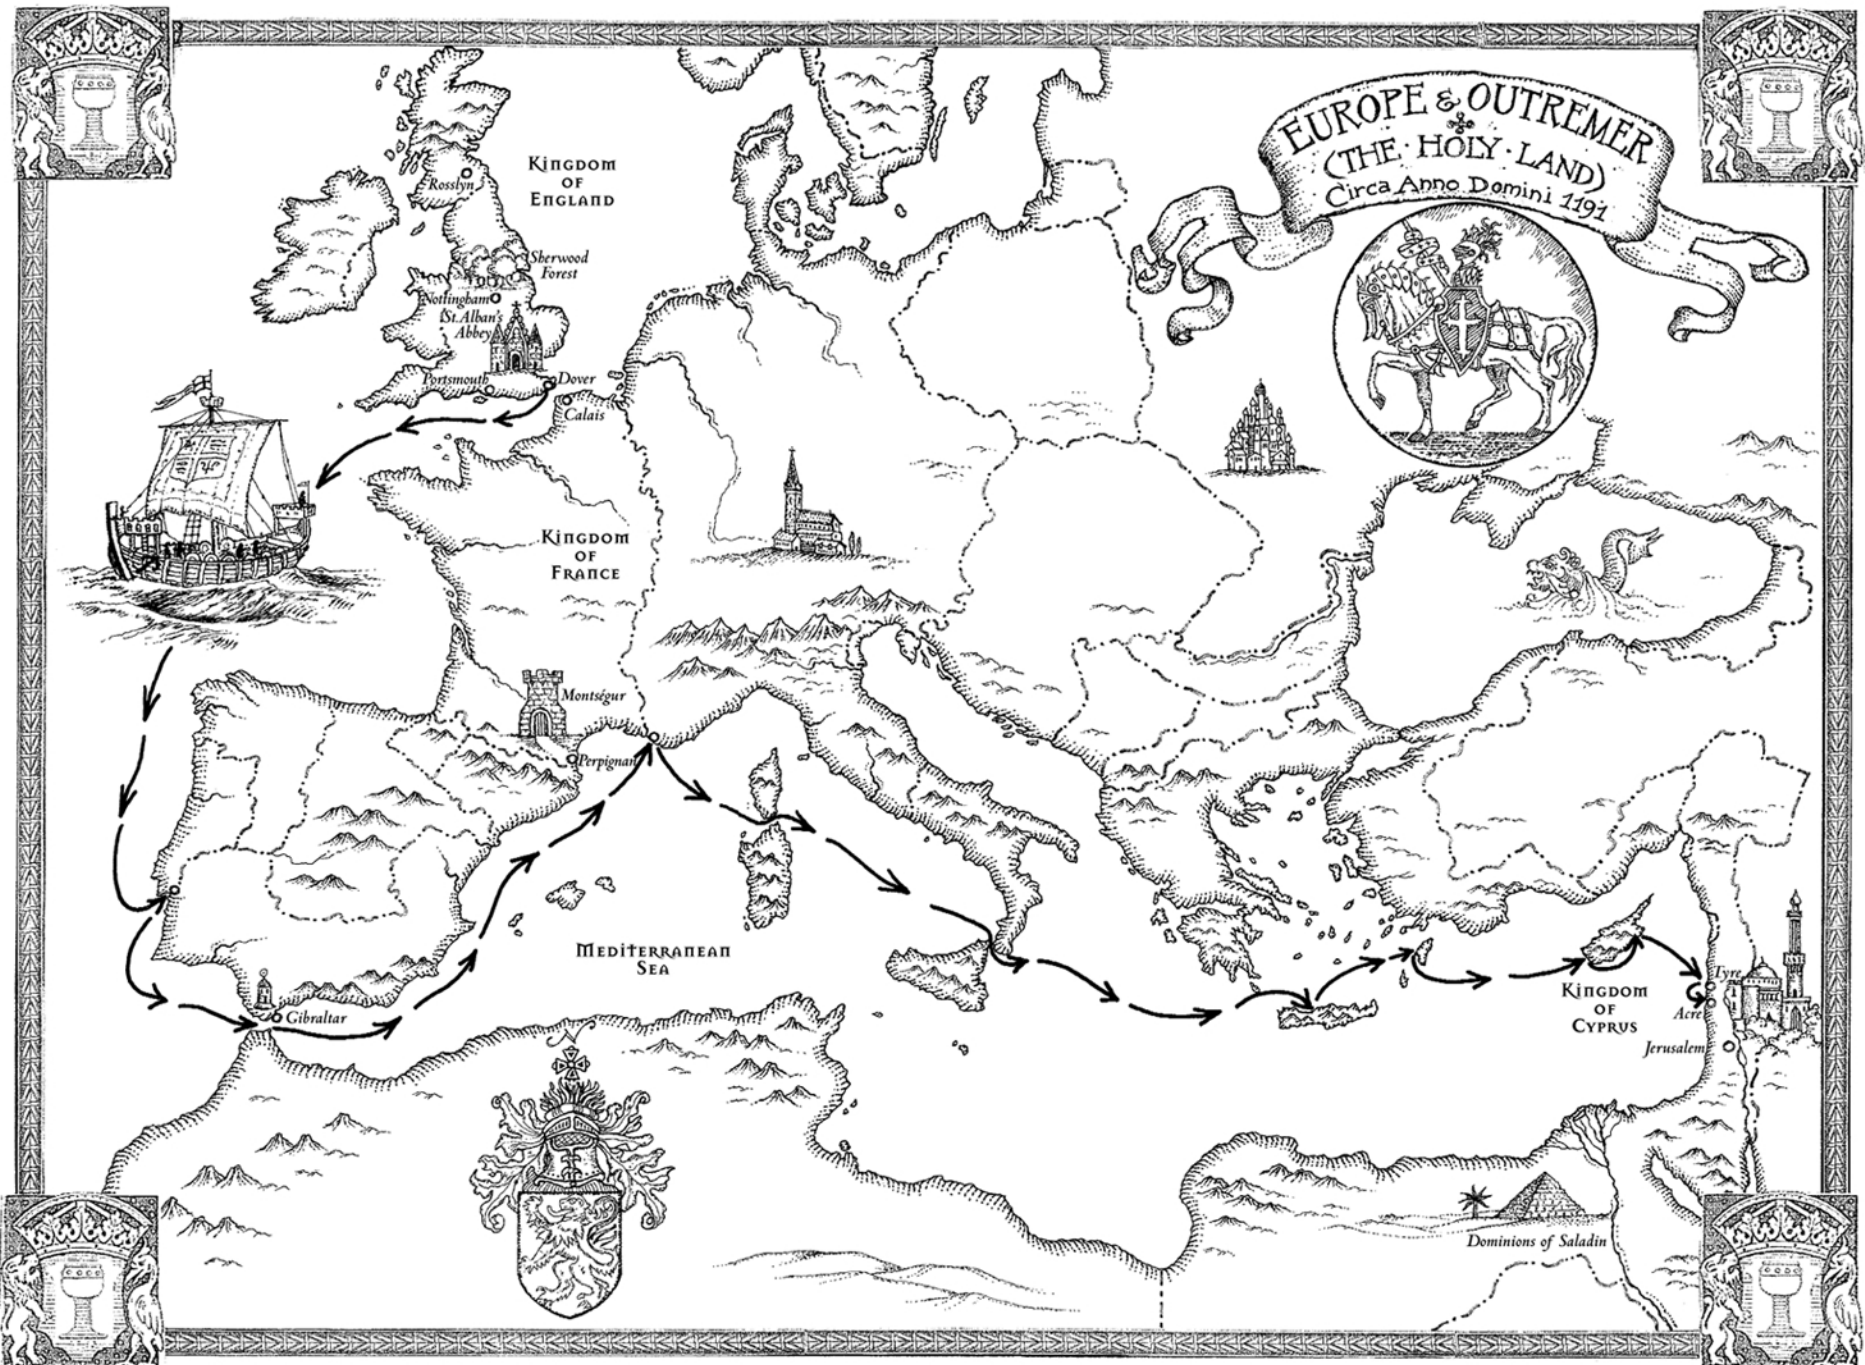 EUROPE & OUTREMER
(THE · HOLY · LAND)
Circa Anno Domini 1191
KINGDOM
OF
ENGLAND
Rosslyn
Sherwood
Forest
Nottingham
St. Alban's
Abbey
Portsmouth
Dover
Calais
KINGDOM
OF
FRANCE
Montségur
Perpignan
MEDITERRANEAN
SEA
Gibraltar
N
KINGDOM
OF
CYPRUS
Tyre
Acre
Jerusalem
Dominions of Saladin